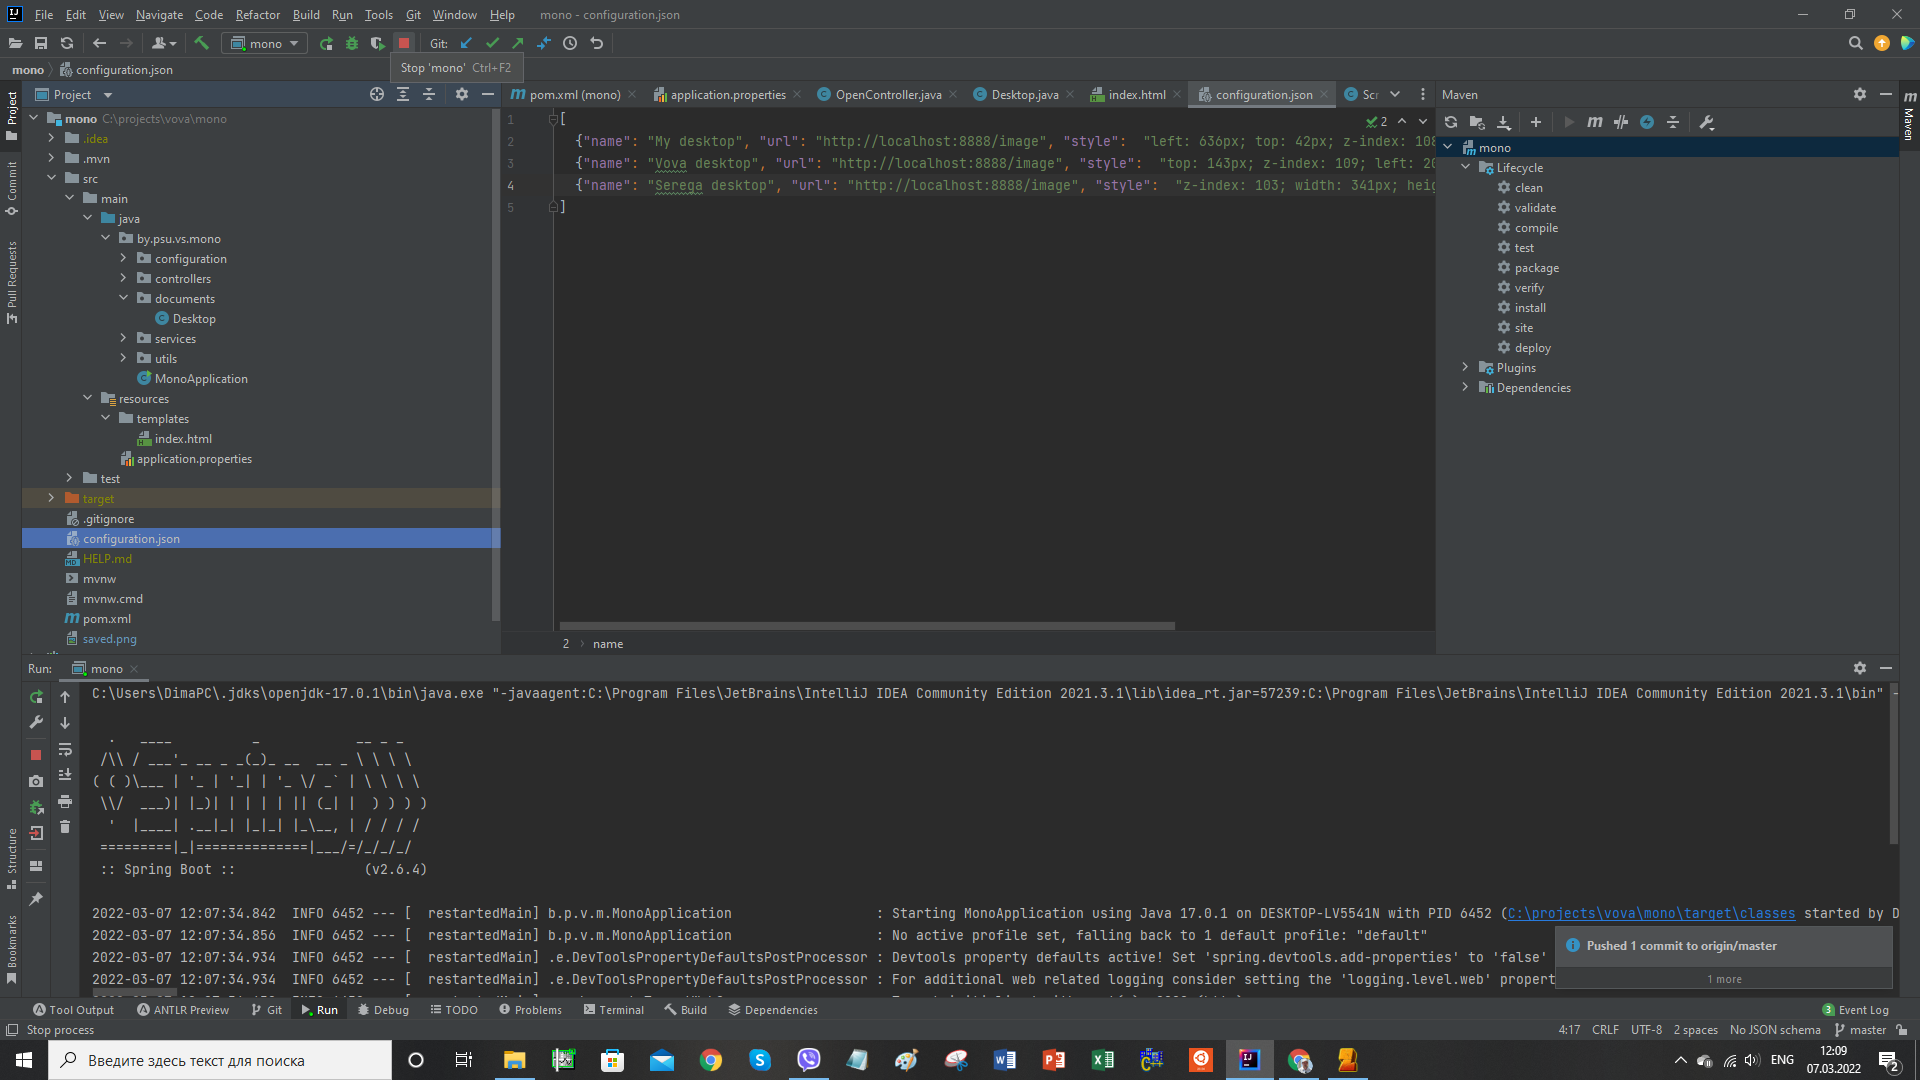 File Edit View Navigate Code Refactor Build Run Tools Git Window Help mono - configuration.json
mono Git:
Stop 'mono' Ctrl+F2
mono configuration.json
Project
pom.xml (mono) application.properties OpenController.java Desktop.java index.html configuration.json Scr
Maven
mono C:\projects\vova\mono
.idea
.mvn
src
main
java
by.psu.vs.mono
configuration
controllers
documents
Desktop
services
utils
MonoApplication
resources
templates
index.html
application.properties
test
target
.gitignore
configuration.json
HELP.md
mvnw
mvnw.cmd
pom.xml
saved.png
Project
Commit
Pull Requests
Structure
Bookmarks
1 [
2 {"name": "My desktop", "url": "http://localhost:8888/image", "style": "left: 636px; top: 42px; z-index: 108
3 {"name": "Vova desktop", "url": "http://localhost:8888/image", "style": "top: 143px; z-index: 109; left: 20
4 {"name": "Serega desktop", "url": "http://localhost:8888/image", "style": "z-index: 103; width: 341px; heig
5 ]
2
2 › name
mono
Lifecycle
clean
validate
compile
test
package
verify
install
site
deploy
Plugins
Dependencies
Maven
Run: mono
C:\Users\DimaPC\.jdks\openjdk-17.0.1\bin\java.exe "-javaagent:C:\Program Files\JetBrains\IntelliJ IDEA Community Edition 2021.3.1\lib\idea_rt.jar=57239:C:\Program Files\JetBrains\IntelliJ IDEA Community Edition 2021.3.1\bin" -
  .   ____          _            __ _ _
 /\\ / ___'_ __ _ _(_)_ __  __ _ \ \ \ \
( ( )\___ | '_ | '_| | '_ \/ _` | \ \ \ \
 \\/  ___)| |_)| | | | | || (_| |  ) ) ) )
  '  |____| .__|_| |_|_| |_\__, | / / / /
 =========|_|==============|___/=/_/_/_/
:: Spring Boot :: (v2.6.4)
2022-03-07 12:07:34.842 INFO 6452 --- [ restartedMain] b.p.v.m.MonoApplication : Starting MonoApplication using Java 17.0.1 on DESKTOP-LV5541N with PID 6452 (C:\projects\vova\mono\target\classes started by D
2022-03-07 12:07:34.856 INFO 6452 --- [ restartedMain] b.p.v.m.MonoApplication : No active profile set, falling back to 1 default profile: "default"
2022-03-07 12:07:34.934 INFO 6452 --- [ restartedMain] .e.DevToolsPropertyDefaultsPostProcessor : Devtools property defaults active! Set 'spring.devtools.add-properties' to 'false'
2022-03-07 12:07:34.934 INFO 6452 --- [ restartedMain] .e.DevToolsPropertyDefaultsPostProcessor : For additional web related logging consider setting the 'logging.level.web' propert
Pushed 1 commit to origin/master
1 more
Tool Output ANTLR Preview Git Run Debug TODO Problems Terminal Build Dependencies 3 Event Log
Stop process 4:17 CRLF UTF-8 2 spaces No JSON schema master
Введите здесь текст для поиска
ENG
12:09
07.03.2022
2